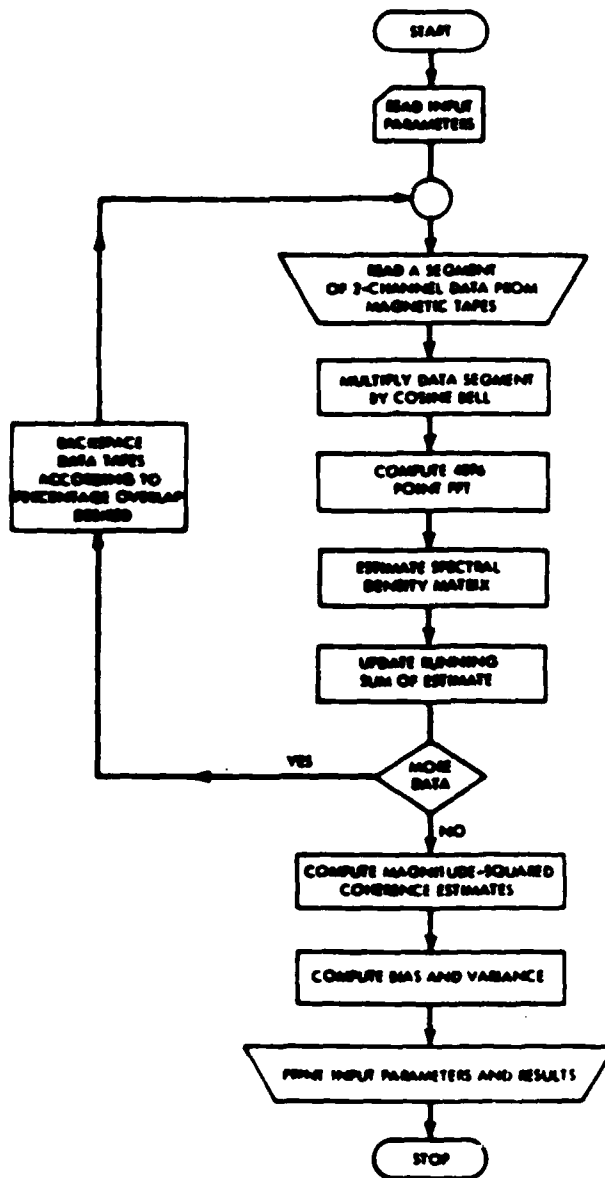 START
READ INPUT
PARAMETERS
READ A SEGMENT
OF 2-CHANNEL DATA FROM
MAGNETIC TAPES
MULTIPLY DATA SEGMENT
BY COSINE BELL
COMPUTE 4096
POINT FFT
ESTIMATE SPECTRAL
DENSITY MATRIX
UPDATE RUNNING
SUM OF ESTIMATE
MORE
DATA
YES
BACKSPACE
DATA TAPES
ACCORDING TO
PERCENTAGE OVERLAP
DESIRED
NO
COMPUTE MAGNITUDE-SQUARED
COHERENCE ESTIMATES
COMPUTE BIAS AND VARIANCE
PRINT INPUT PARAMETERS AND RESULTS
STOP